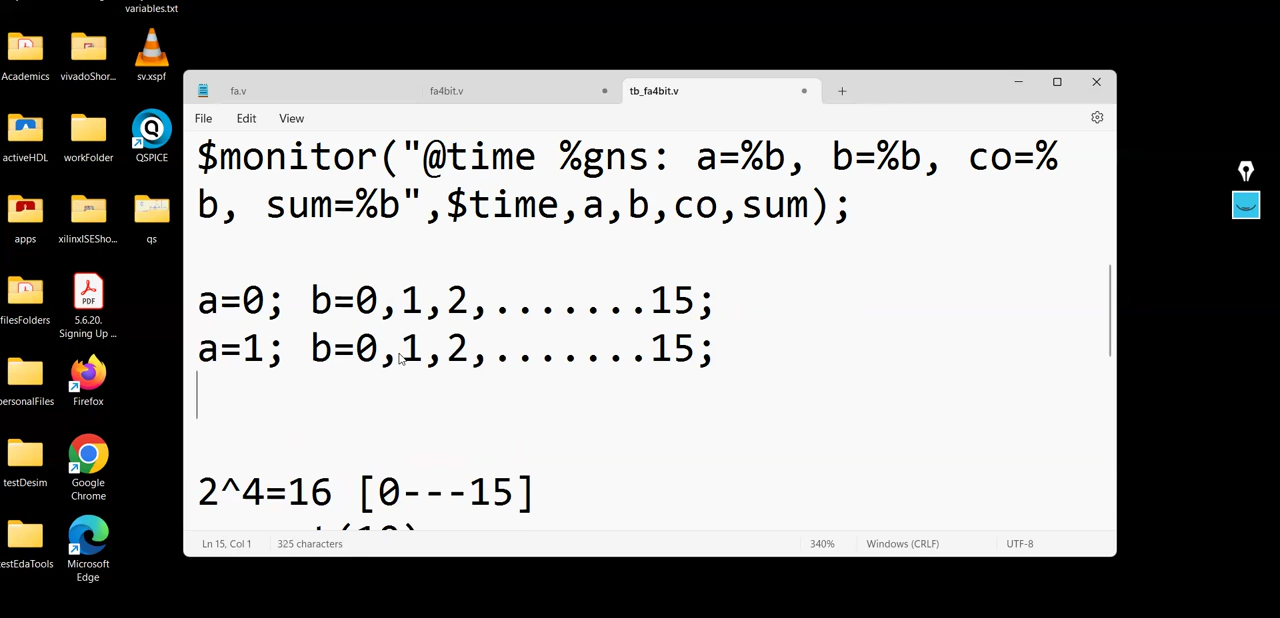 variables.txt
Academics
vivadoShor...
sv.xspf
activeHDL
workFolder
QSPICE
apps
xilinxISESho...
qs
filesFolders
PDF
5.6.20.
Signing Up ...
personalFiles
Firefox
testDesim
Google
Chrome
testEdaTools
Microsoft
Edge
fa.v
fa4bit.v
tb_fa4bit.v
File Edit View
$monitor("@time %gns: a=%b, b=%b, co=%
b, sum=%b",$time,a,b,co,sum);
a=0; b=0,1,2,.......15;
a=1; b=0,1,2,.......15;
2^4=16 [0---15]
Ln 15, Col 1
325 characters
340%
Windows (CRLF)
UTF-8